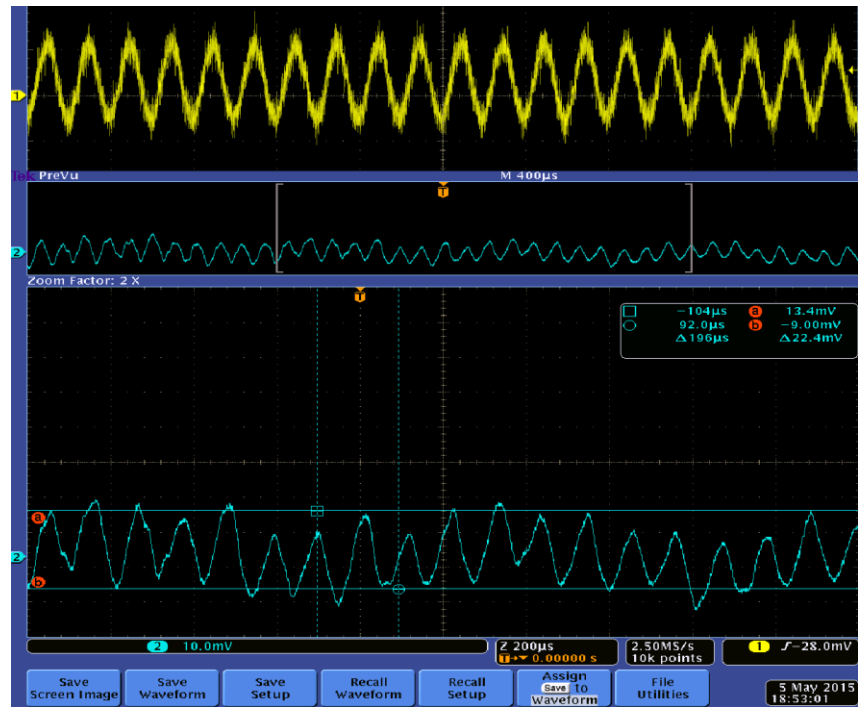 1
Tek PreVu M 400µs
T
2
Zoom Factor: 2 X
T
−104µs a 13.4mV
92.0µs b −9.00mV
Δ196µs Δ22.4mV
a
2
b
2 10.0mV
Z 200µs
T→▼ 0.00000 s
2.50MS/s
10k points
1 ʃ−28.0mV
Save
Screen Image
Save
Waveform
Save
Setup
Recall
Waveform
Recall
Setup
Assign
Save to
Waveform
File
Utilities
5 May 2015
18:53:01